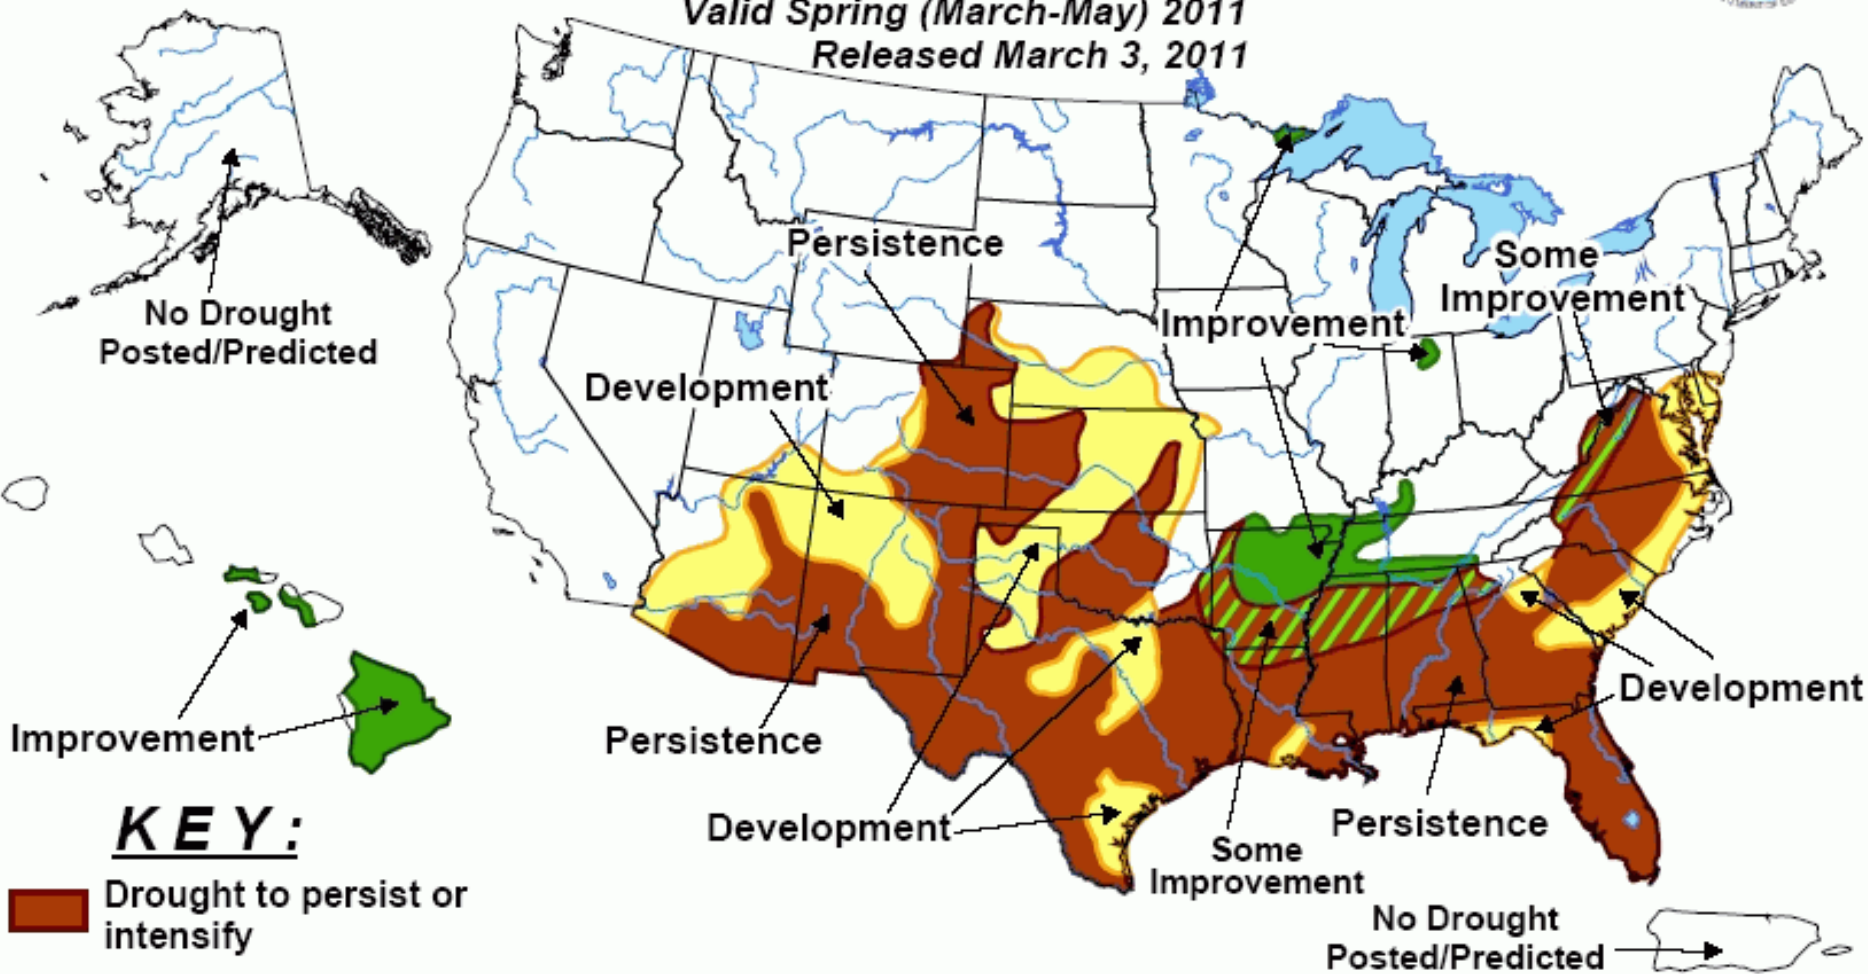 Valid Spring (March-May) 2011
Released March 3, 2011
No Drought
Posted/Predicted
Persistence
Some
Improvement
Improvement
Development
Improvement
Persistence
Development
Some
Improvement
Persistence
Development
No Drought
Posted/Predicted
KEY:
Drought to persist or
intensify